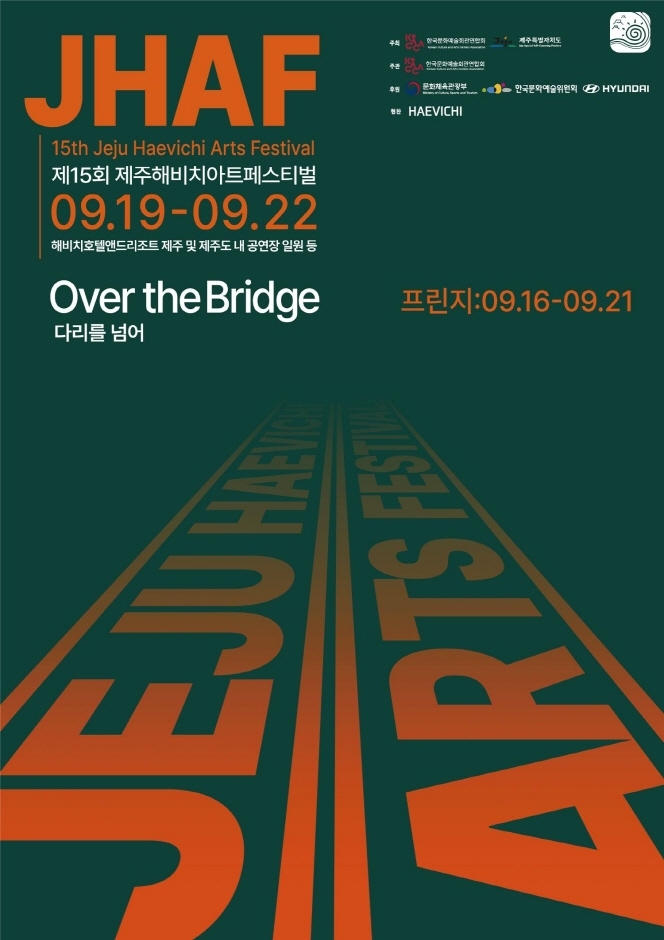 JHAF
15th Jeju Haevichi Arts Festival
제15회 제주해비치아트페스티벌
09.19-09.22
해비치호텔앤드리조트 제주 및 제주도 내 공연장 일원 등
Over the Bridge
다리를 넘어
주최 한국문화예술회관연합회 제주특별자치도
주관 한국문화예술회관연합회
후원 문화체육관광부 한국문화예술위원회 HYUNDAI
협찬 HAEVICHI
프린지:09.16-09.21
JEJU HAEVICHI
ARTS FESTIVAL